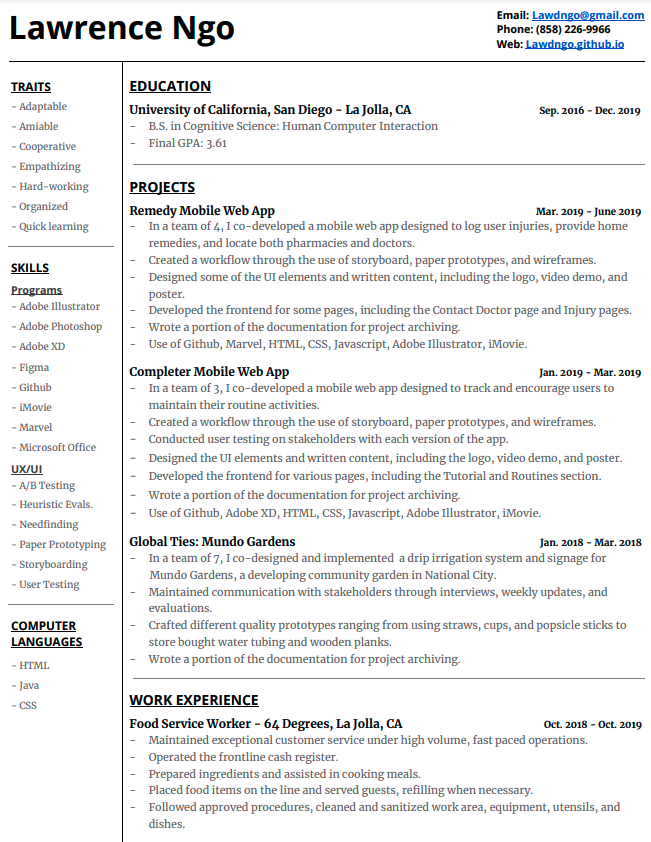 Lawrence Ngo
Email: Lawdngo@gmail.com
Phone: (858) 226-9966
Web: Lawdngo.github.io
TRAITS
- Adaptable
- Amiable
- Cooperative
- Empathizing
- Hard-working
- Organized
- Quick learning
SKILLS
Programs
- Adobe Illustrator
- Adobe Photoshop
- Adobe XD
- Figma
- Github
- iMovie
- Marvel
- Microsoft Office
UX/UI
- A/B Testing
- Heuristic Evals.
- Needfinding
- Paper Prototyping
- Storyboarding
- User Testing
COMPUTER
LANGUAGES
- HTML
- Java
- CSS
EDUCATION
University of California, San Diego - La Jolla, CA Sep. 2016 - Dec. 2019
- B.S. in Cognitive Science: Human Computer Interaction
- Final GPA: 3.61
PROJECTS
Remedy Mobile Web App Mar. 2019 - June 2019
- In a team of 4, I co-developed a mobile web app designed to log user injuries, provide home
remedies, and locate both pharmacies and doctors.
- Created a workflow through the use of storyboard, paper prototypes, and wireframes.
- Designed some of the UI elements and written content, including the logo, video demo, and
poster.
- Developed the frontend for some pages, including the Contact Doctor page and Injury pages.
- Wrote a portion of the documentation for project archiving.
- Use of Github, Marvel, HTML, CSS, Javascript, Adobe Illustrator, iMovie.
Completer Mobile Web App Jan. 2019 - Mar. 2019
- In a team of 3, I co-developed a mobile web app designed to track and encourage users to
maintain their routine activities.
- Created a workflow through the use of storyboard, paper prototypes, and wireframes.
- Conducted user testing on stakeholders with each version of the app.
- Designed the UI elements and written content, including the logo, video demo, and poster.
- Developed the frontend for various pages, including the Tutorial and Routines section.
- Wrote a portion of the documentation for project archiving.
- Use of Github, Adobe XD, HTML, CSS, Javascript, Adobe Illustrator, iMovie.
Global Ties: Mundo Gardens Jan. 2018 - Mar. 2018
- In a team of 7, I co-designed and implemented a drip irrigation system and signage for
Mundo Gardens, a developing community garden in National City.
- Maintained communication with stakeholders through interviews, weekly updates, and
evaluations.
- Crafted different quality prototypes ranging from using straws, cups, and popsicle sticks to
store bought water tubing and wooden planks.
- Wrote a portion of the documentation for project archiving.
WORK EXPERIENCE
Food Service Worker - 64 Degrees, La Jolla, CA Oct. 2018 - Oct. 2019
- Maintained exceptional customer service under high volume, fast paced operations.
- Operated the frontline cash register.
- Prepared ingredients and assisted in cooking meals.
- Placed food items on the line and served guests, refilling when necessary.
- Followed approved procedures, cleaned and sanitized work area, equipment, utensils, and
dishes.